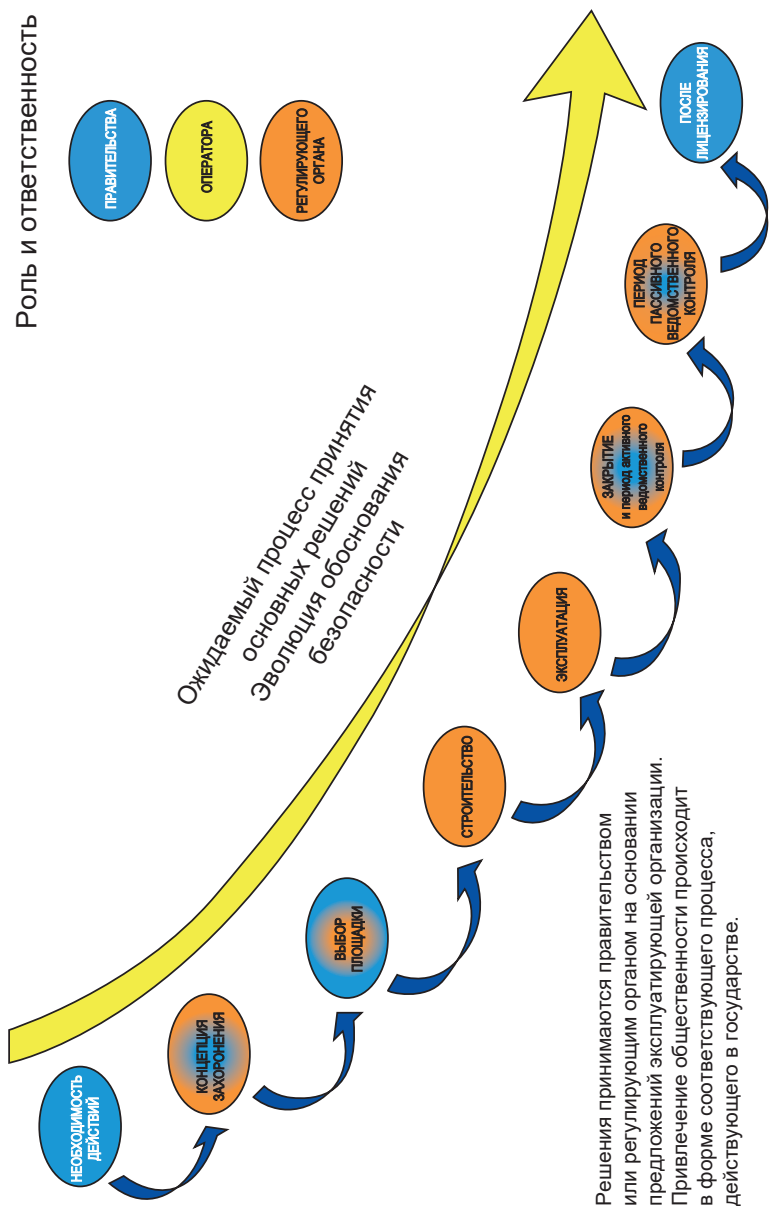 Роль и ответственность
ПРАВИТЕЛЬСТВА
ОПЕРАТОРА
РЕГУЛИРУЮЩЕГО
ОРГАНА
Ожидаемый процесс принятия
основных решений
Эволюция обоснования
безопасности
НЕОБХОДИМОСТЬ
ДЕЙСТВИЙ
КОНЦЕПЦИЯ
ЗАХОРОНЕНИЯ
ВЫБОР
ПЛОЩАДКИ
СТРОИТЕЛЬСТВО
ЭКСПЛУАТАЦИЯ
ЗАКРЫТИЕ
и период активного
ведомственного
контроля
ПЕРИОД
ПАССИВНОГО
ВЕДОМСТВЕННОГО
КОНТРОЛЯ
ПОСЛЕ
ЛИЦЕНЗИРОВАНИЯ
Решения принимаются правительством
или регулирующим органом на основании
предложений эксплуатирующей организации.
Привлечение общественности происходит
в форме соответствующего процесса,
действующего в государстве.